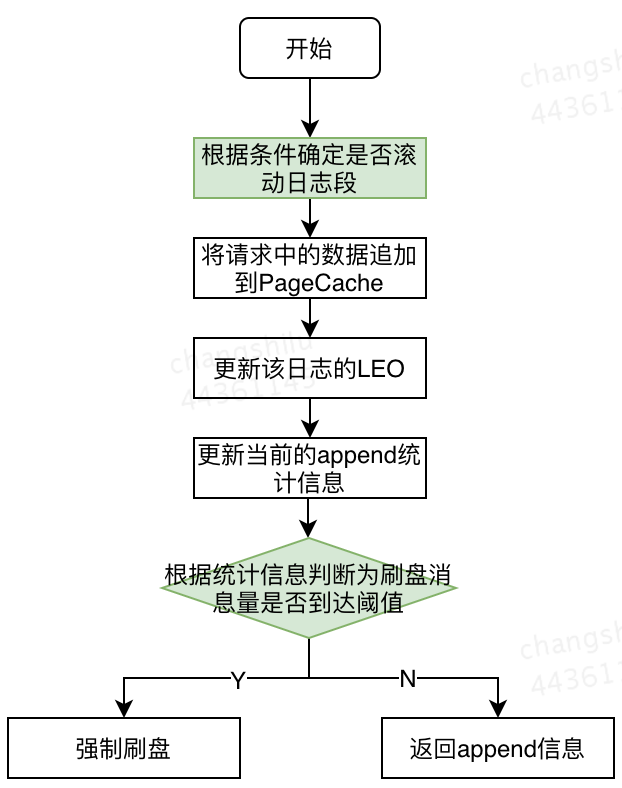 开始
changsh
44361
根据条件确定是否滚
动日志段
将请求中的数据追加
到PageCache
changshilu
44361145
更新该日志的LEO
更新当前的append统
计信息
根据统计信息判断为刷盘消
息量是否到达阈值
changsh
44361
Y
N
强制刷盘
返回append信息